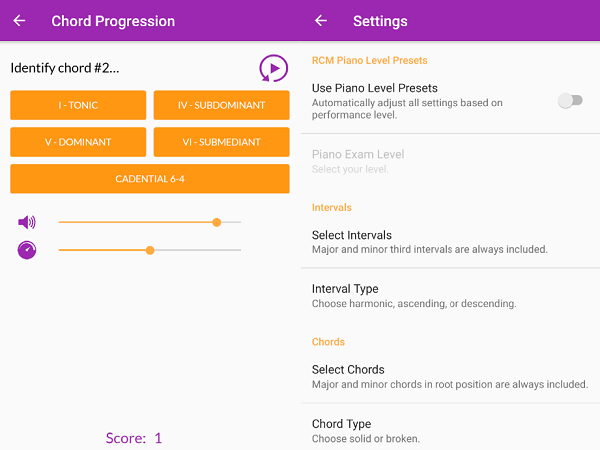 Chord Progression
Identify chord #2...
I - TONIC
IV - SUBDOMINANT
V - DOMINANT
VI - SUBMEDIANT
CADENTIAL 6-4
Score: 1
Settings
RCM Piano Level Presets
Use Piano Level Presets
Automatically adjust all settings based on
performance level.
Piano Exam Level
Select your level.
Intervals
Select Intervals
Major and minor third intervals are always included.
Interval Type
Choose harmonic, ascending, or descending.
Chords
Select Chords
Major and minor chords in root position are always included.
Chord Type
Choose solid or broken.